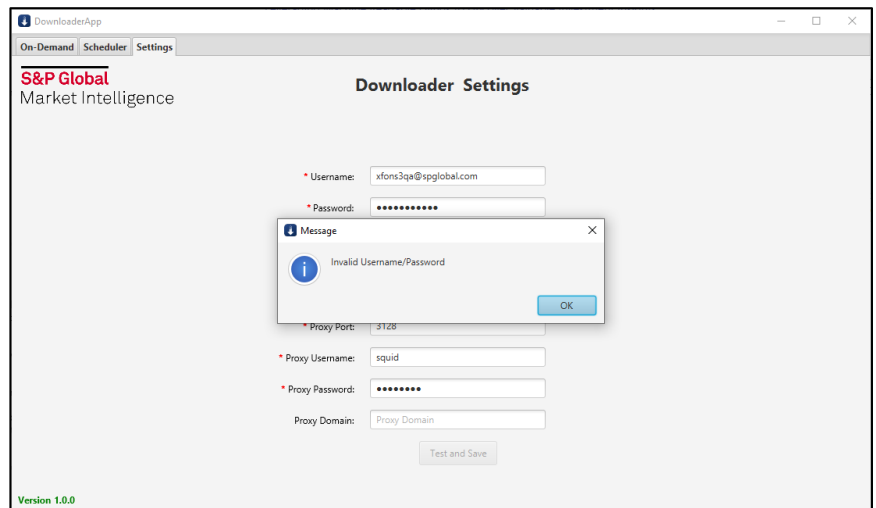 DownloaderApp
On-Demand Scheduler Settings
S&P Global
Market Intelligence
Downloader Settings
* Username: xfons3qa@spglobal.com
* Password: •••••••••••
Message
Invalid Username/Password
OK
* Proxy Port: 3128
* Proxy Username: squid
* Proxy Password: ••••••••
Proxy Domain: Proxy Domain
Test and Save
Version 1.0.0